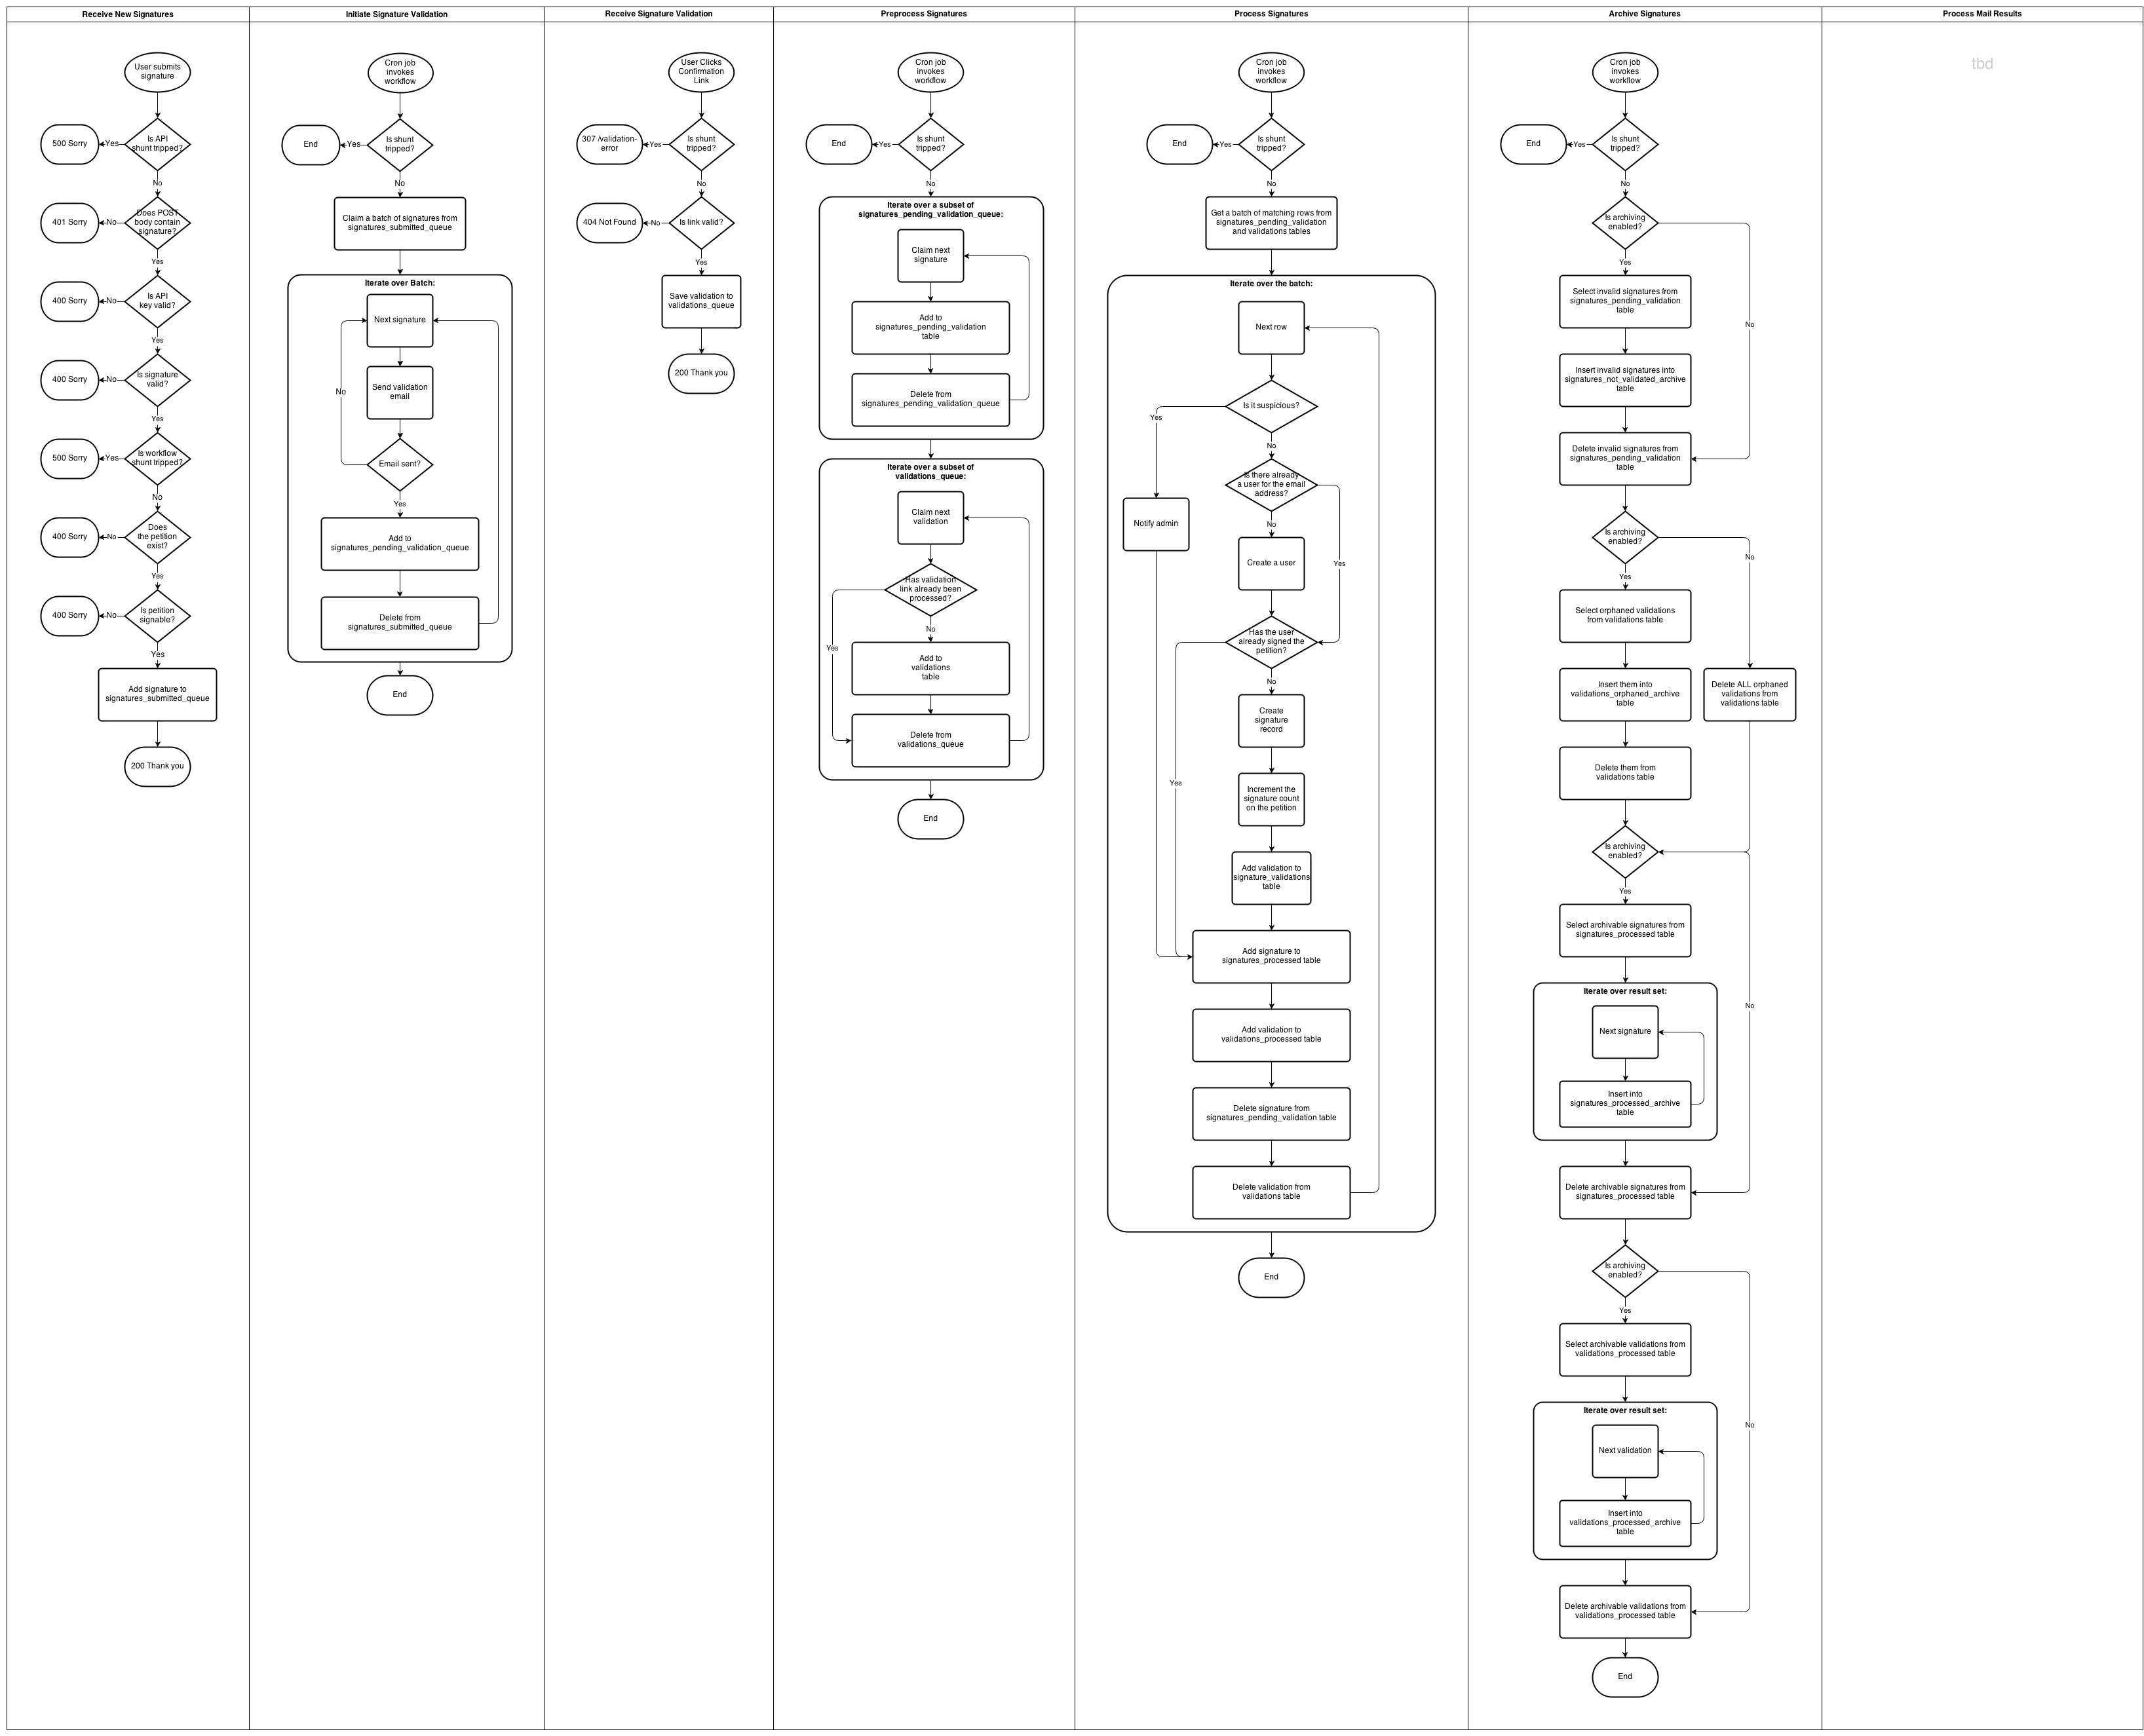 Receive New Signatures
Initiate Signature Validation
Receive Signature Validation
Preprocess Signatures
Process Signatures
Archive Signatures
Process Mail Results
User submits
signature
Is API
shunt tripped?
Yes
500 Sorry
No
Does POST
body contain
signature?
No
401 Sorry
Yes
Is API
key valid?
No
400 Sorry
Yes
Is signature
valid?
No
400 Sorry
Yes
Is workflow
shunt tripped?
Yes
500 Sorry
No
Does
the petition
exist?
No
400 Sorry
Yes
Is petition
signable?
No
400 Sorry
Yes
Add signature to
signatures_submitted_queue
200 Thank you
Cron job
invokes
workflow
Is shunt
tripped?
Yes
End
No
Claim a batch of signatures from
signatures_submitted_queue
Iterate over Batch:
Next signature
Send validation
email
No
Email sent?
Yes
Add to
signatures_pending_validation_queue
Delete from
signatures_submitted_queue
End
User Clicks
Confirmation
Link
Is shunt
tripped?
Yes
307 /validation-
error
No
Is link valid?
No
404 Not Found
Yes
Save validation to
validations_queue
200 Thank you
Cron job
invokes
workflow
Is shunt
tripped?
Yes
End
No
Iterate over a subset of
signatures_pending_validation_queue:
Claim next
signature
Add to
signatures_pending_validation
table
Delete from
signatures_pending_validation_queue
Iterate over a subset of
validations_queue:
Claim next
validation
Has validation
link already been
processed?
No
Yes
Add to
validations
table
Delete from
validations_queue
End
Cron job
invokes
workflow
Is shunt
tripped?
Yes
End
No
Get a batch of matching rows from
signatures_pending_validation
and validations tables
Iterate over the batch:
Next row
Is it suspicious?
Yes
No
Is there already
a user for the email
address?
Notify admin
No
Yes
Create a user
Has the user
already signed the
petition?
No
Yes
Create
signature
record
Increment the
signature count
on the petition
Add validation to
signature_validations
table
Add signature to
signatures_processed table
Add validation to
validations_processed table
Delete signature from
signatures_pending_validation table
Delete validation from
validations table
End
Cron job
invokes
workflow
Is shunt
tripped?
Yes
End
No
Is archiving
enabled?
Yes
No
Select invalid signatures from
signatures_pending_validation
table
Insert invalid signatures into
signatures_not_validated_archive
table
Delete invalid signatures from
signatures_pending_validation
table
Is archiving
enabled?
Yes
No
Select orphaned validations
from validations table
Insert them into
validations_orphaned_archive
table
Delete ALL orphaned
validations from
validations table
Delete them from
validations table
Is archiving
enabled?
Yes
No
Select archivable signatures from
signatures_processed table
Iterate over result set:
Next signature
Insert into
signatures_processed_archive
table
Delete archivable signatures from
signatures_processed table
Is archiving
enabled?
Yes
No
Select archivable validations from
validations_processed table
Iterate over result set:
Next validation
Insert into
validations_processed_archive
table
Delete archivable validations from
validations_processed table
End
tbd